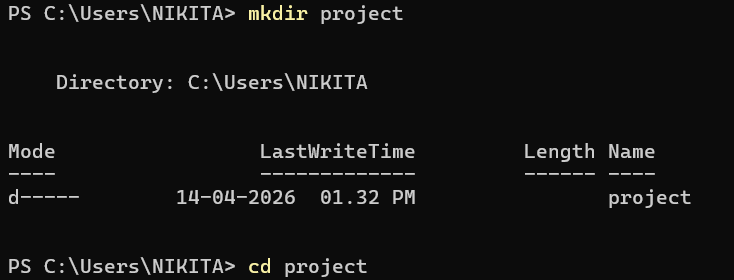 PS C:\Users\NIKITA> mkdir project
Directory: C:\Users\NIKITA
Mode LastWriteTime Length Name
---- ------------- ------ ----
d----- 14-04-2026 01.32 PM project
PS C:\Users\NIKITA> cd project